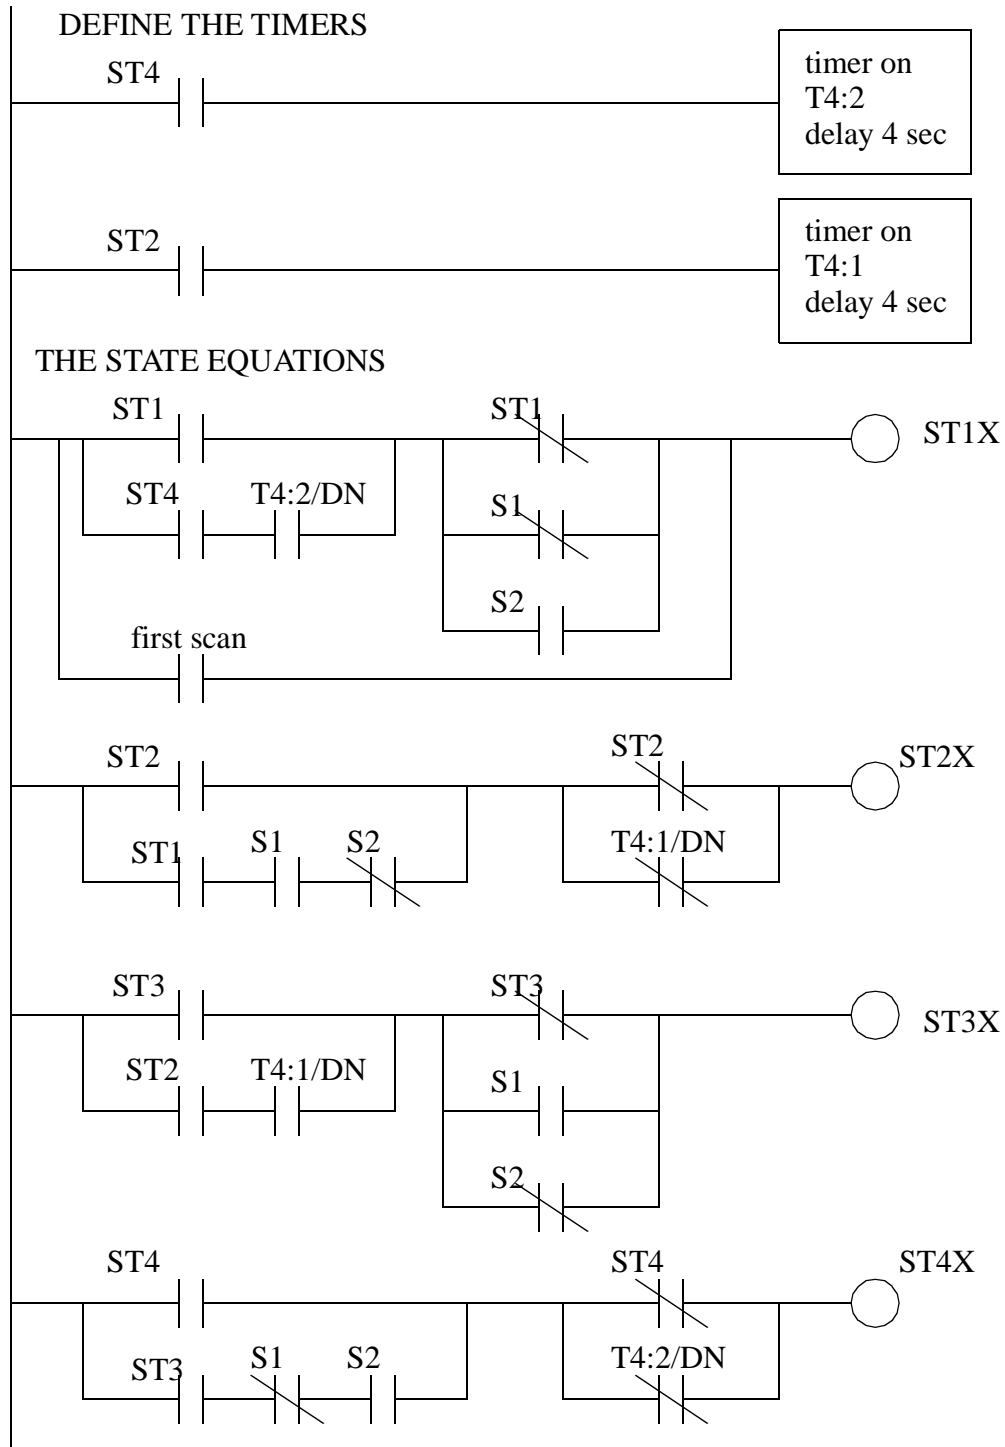 DEFINE THE TIMERS
ST4
timer on
T4:2
delay 4 sec
ST2
timer on
T4:1
delay 4 sec
THE STATE EQUATIONS
ST1 ST1 ST1X
ST4 T4:2/DN S1
S2
first scan
ST2 ST2 ST2X
ST1 S1 S2 T4:1/DN
ST3 ST3 ST3X
ST2 T4:1/DN S1
S2
ST4 ST4 ST4X
ST3 S1 S2 T4:2/DN